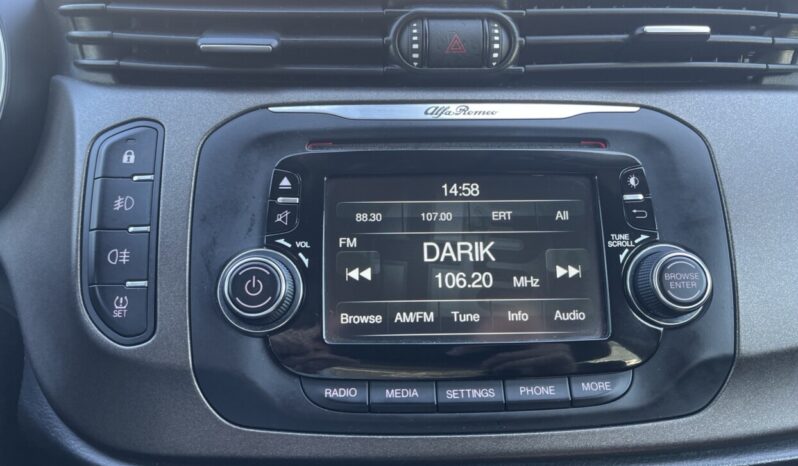 Alfa Romeo
14:58
88.30 107.00 ERT All
FM
DARIK
106.20 MHz
Browse AM/FM Tune Info Audio
VOL
TUNE
SCROLL
BROWSE
ENTER
SET
RADIO MEDIA SETTINGS PHONE MORE